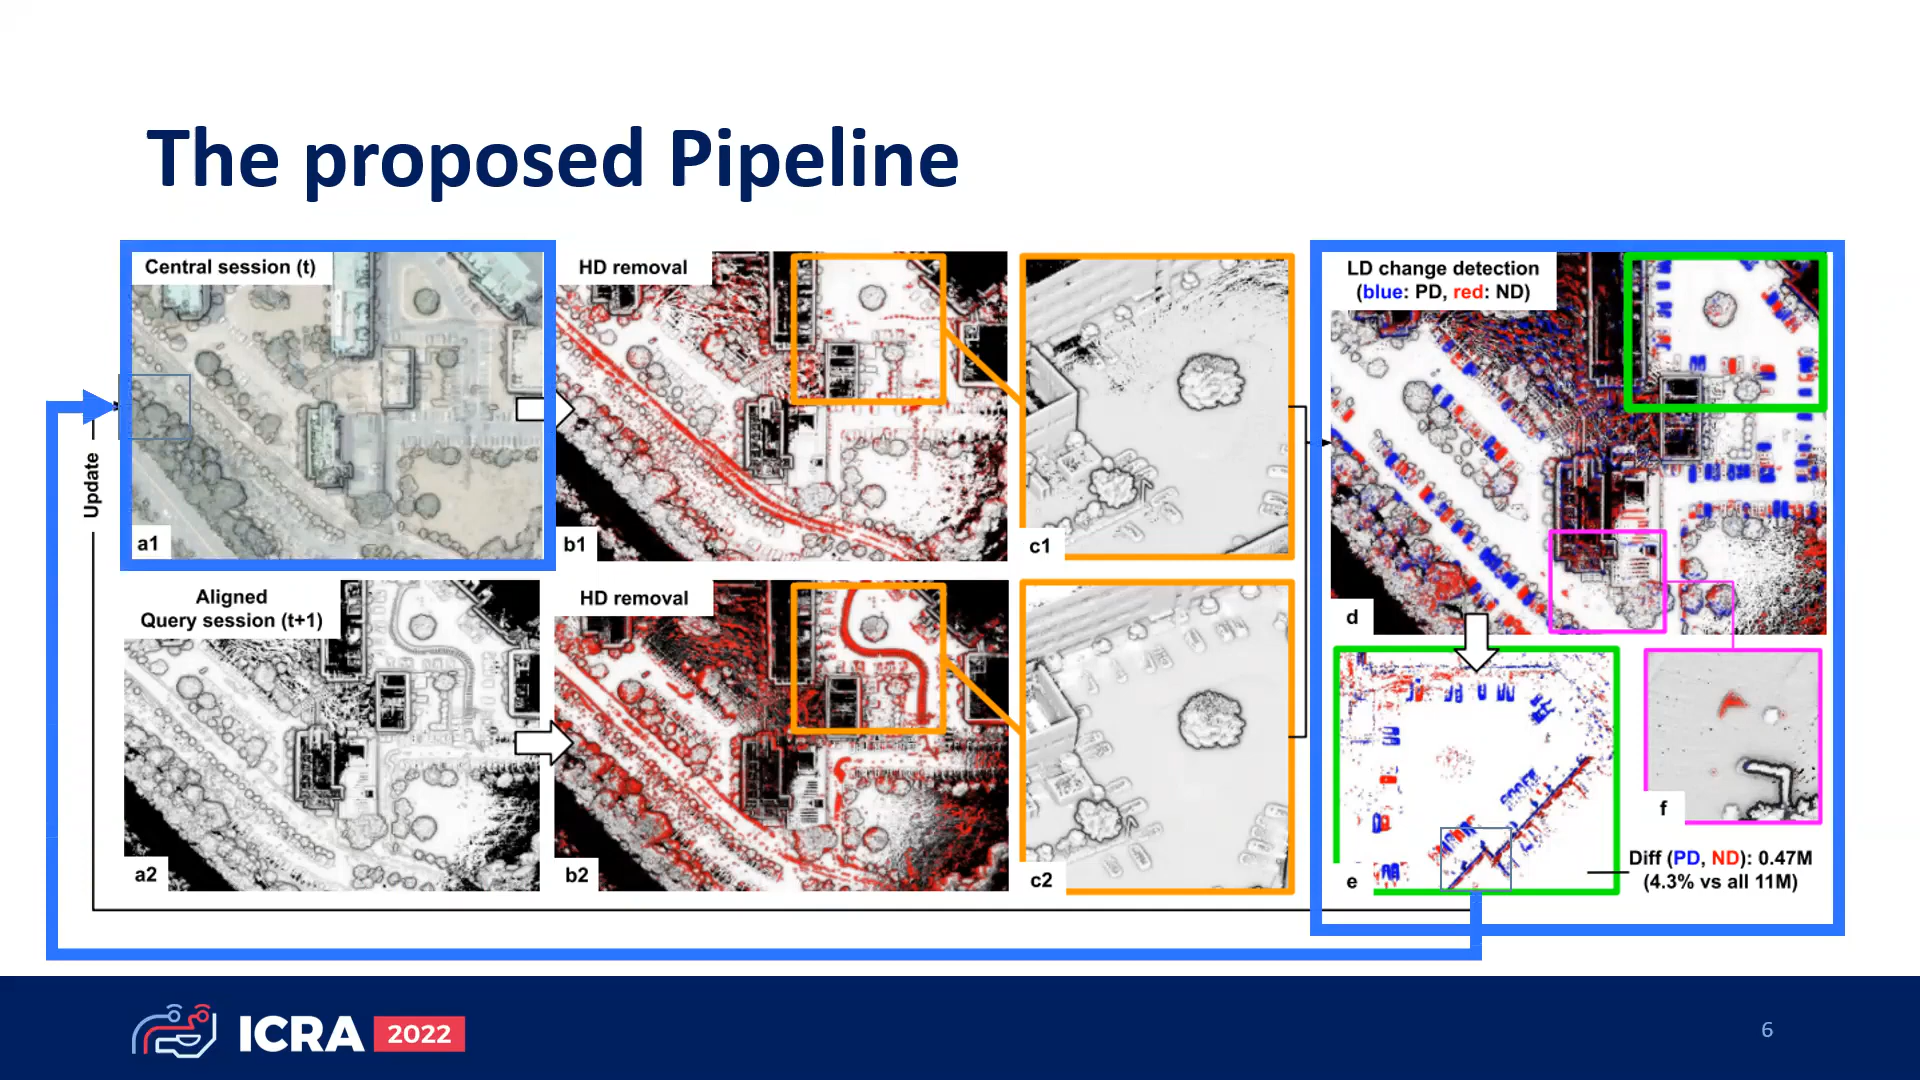 The proposed Pipeline
Central session (t)
a1
HD removal
b1
c1
LD change detection
(blue: PD, red: ND)
d
Update
Aligned
Query session (t+1)
a2
HD removal
b2
c2
e
f
Diff (PD, ND): 0.47M
(4.3% vs all 11M)
ICRA 2022
6